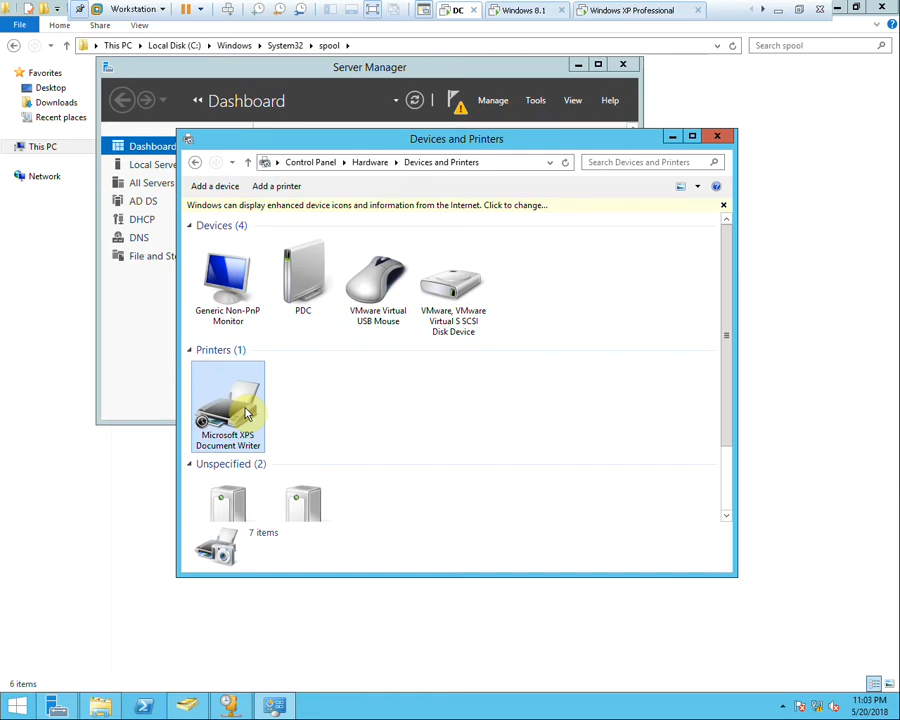 Workstation
DC
Windows 8.1
Windows XP Professional
File
Home
Share
View
This PC
Local Disk (C:)
Windows
System32
spool
Search spool
Favorites
Desktop
Downloads
Recent places
This PC
Network
Server Manager
Dashboard
Manage
Tools
View
Help
Dashboard
Local Serve
All Servers
AD DS
DHCP
DNS
File and Sto
Devices and Printers
Control Panel
Hardware
Devices and Printers
Search Devices and Printers
Add a device
Add a printer
Windows can display enhanced device icons and information from the Internet. Click to change...
Devices (4)
Generic Non-PnP
Monitor
PDC
VMware Virtual
USB Mouse
VMware, VMware
Virtual S SCSI
Disk Device
Printers (1)
Microsoft XPS
Document Writer
Unspecified (2)
7 items
6 items
11:03 PM
5/20/2018